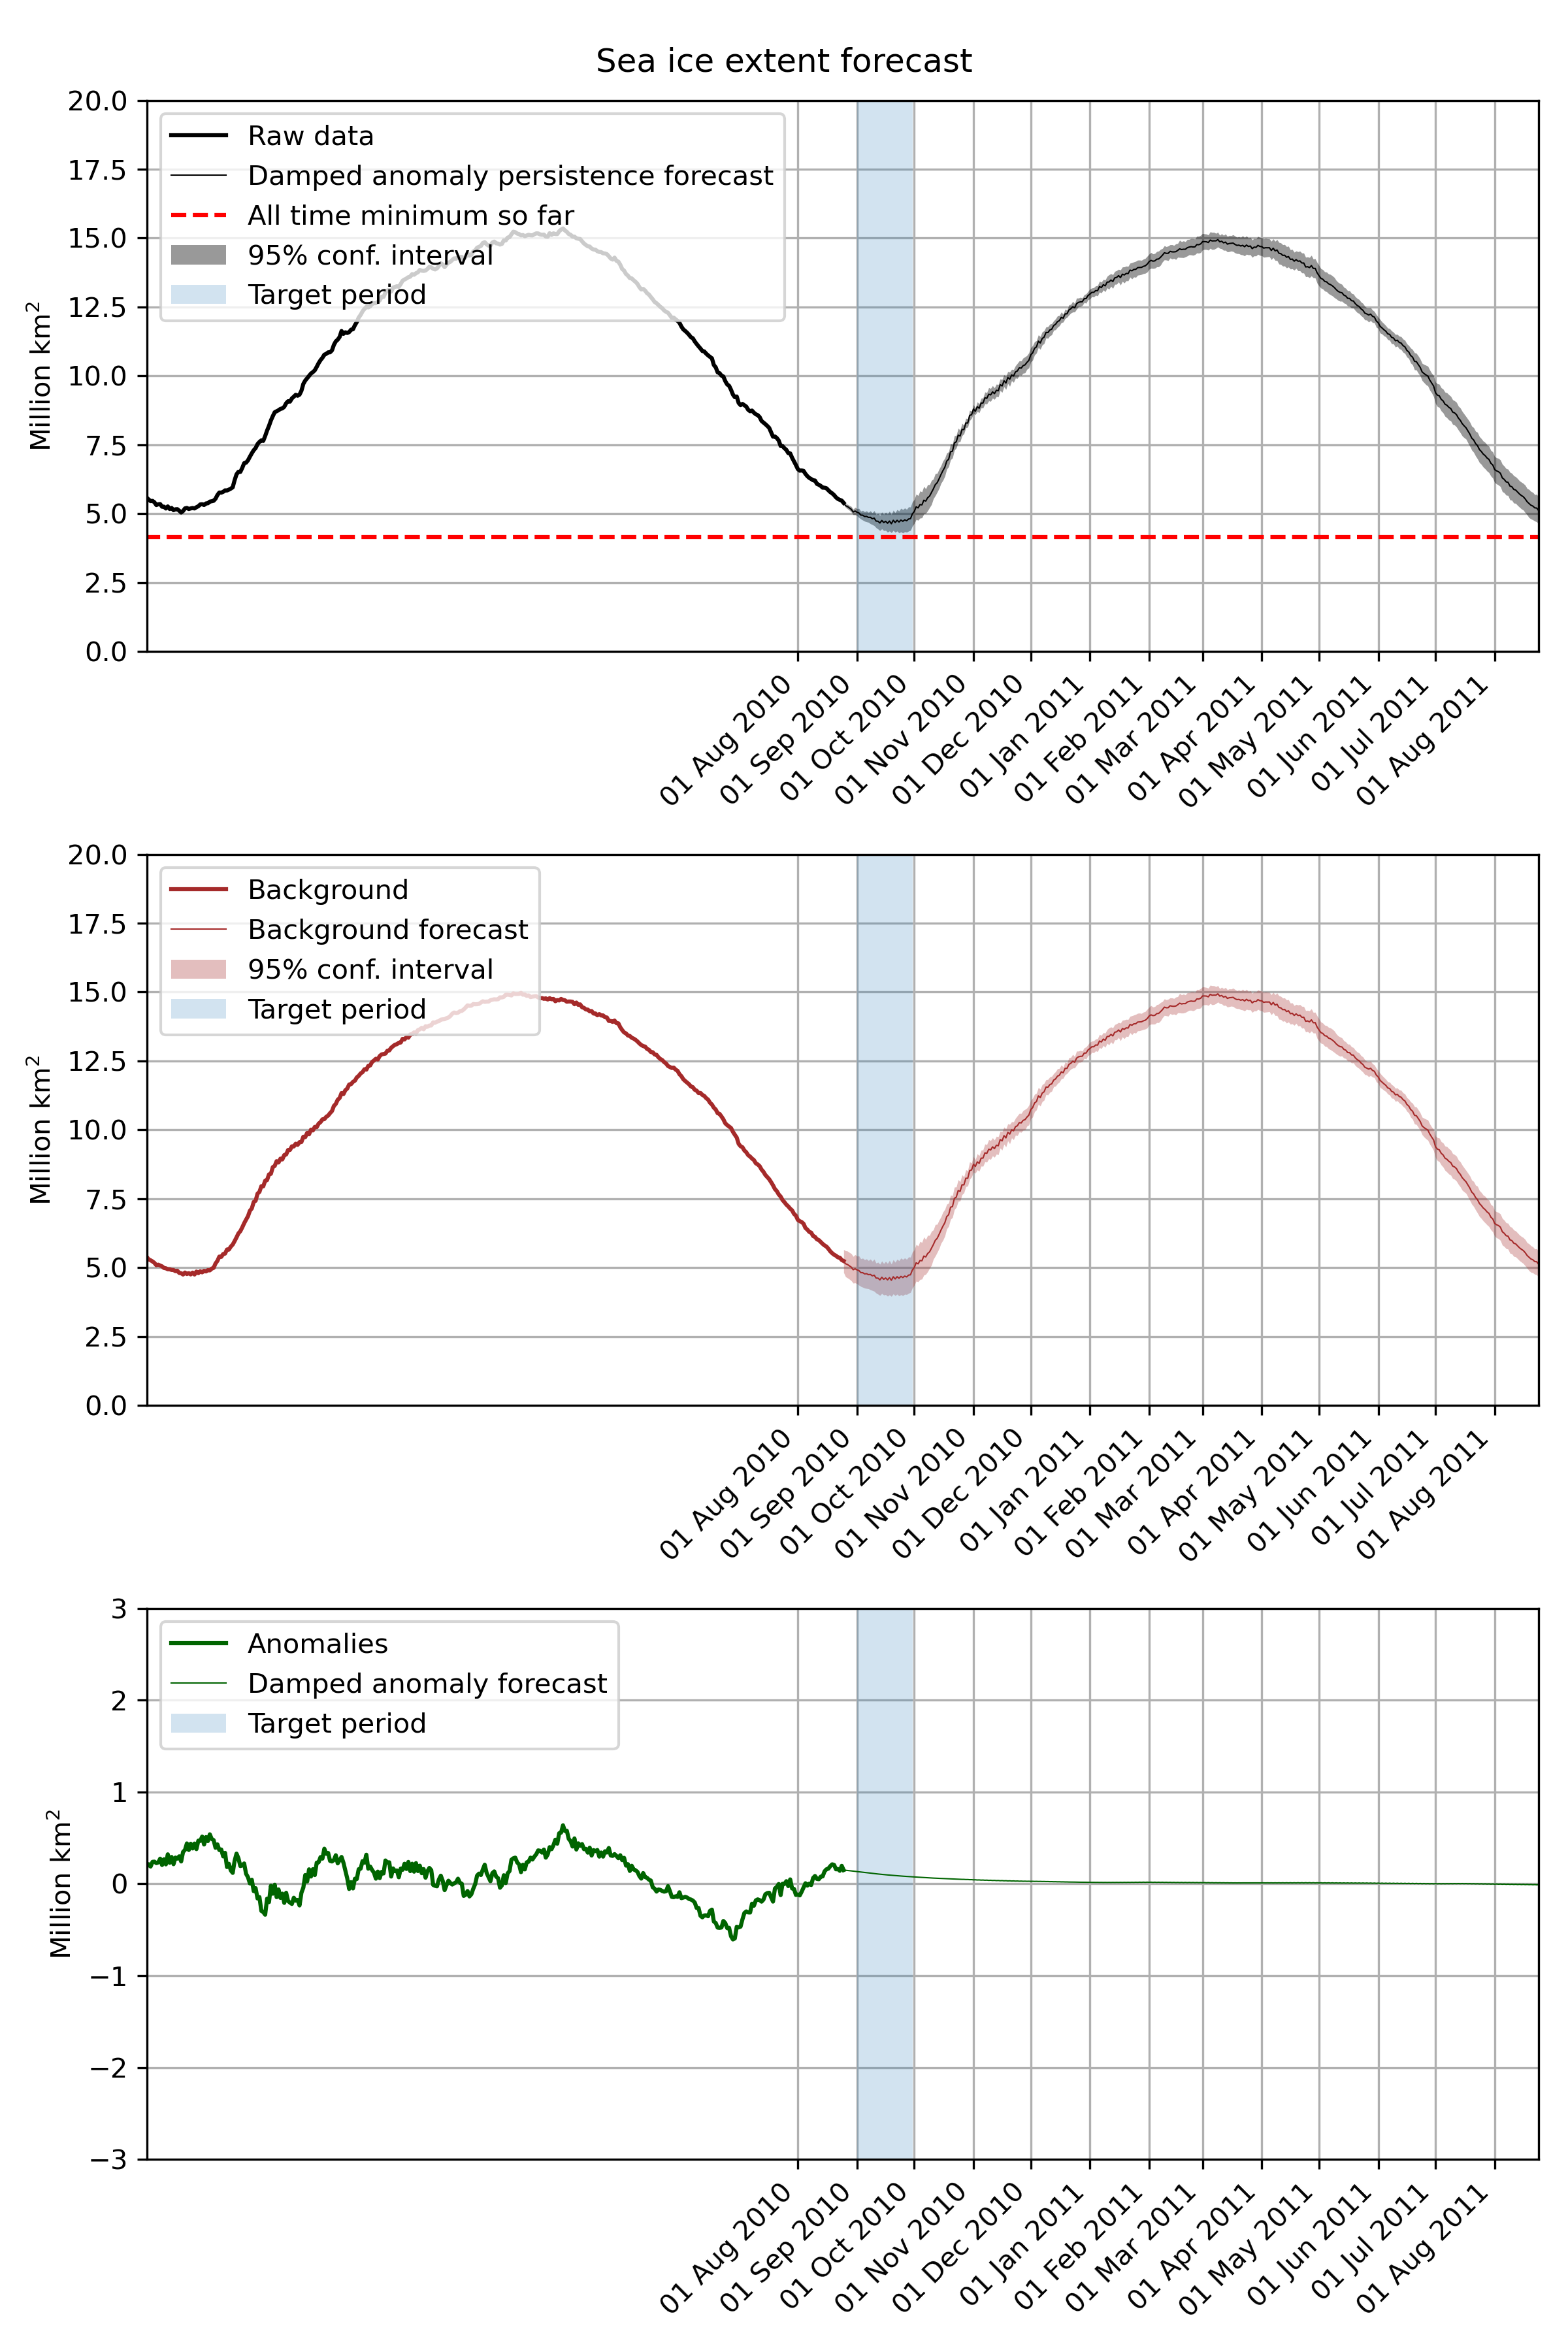 Sea ice extent forecast
20.0
17.5
15.0
12.5
10.0
7.5
5.0
2.5
0.0
Million km²
Raw data
Damped anomaly persistence forecast
All time minimum so far
95% conf. interval
Target period
01 Aug 2010
01 Sep 2010
01 Oct 2010
01 Nov 2010
01 Dec 2010
01 Jan 2011
01 Feb 2011
01 Mar 2011
01 Apr 2011
01 May 2011
01 Jun 2011
01 Jul 2011
01 Aug 2011
20.0
17.5
15.0
12.5
10.0
7.5
5.0
2.5
0.0
Million km²
Background
Background forecast
95% conf. interval
Target period
01 Aug 2010
01 Sep 2010
01 Oct 2010
01 Nov 2010
01 Dec 2010
01 Jan 2011
01 Feb 2011
01 Mar 2011
01 Apr 2011
01 May 2011
01 Jun 2011
01 Jul 2011
01 Aug 2011
3
2
1
0
−1
−2
−3
Million km²
Anomalies
Damped anomaly forecast
Target period
01 Aug 2010
01 Sep 2010
01 Oct 2010
01 Nov 2010
01 Dec 2010
01 Jan 2011
01 Feb 2011
01 Mar 2011
01 Apr 2011
01 May 2011
01 Jun 2011
01 Jul 2011
01 Aug 2011